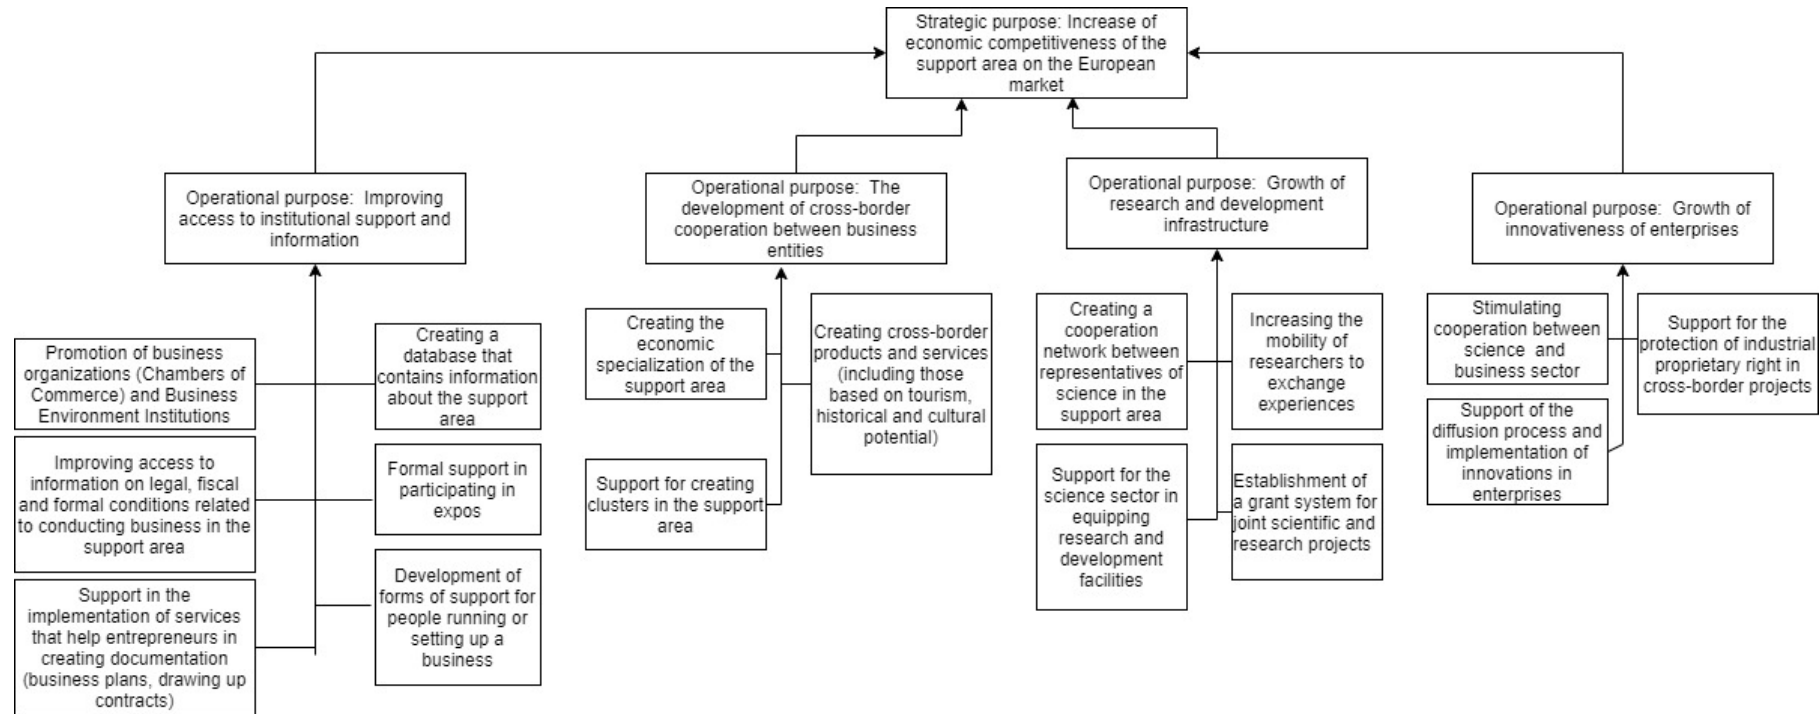 Strategic purpose: Increase of
economic competitiveness of the
support area on the European
market
Operational purpose:  Improving
access to institutional support and
information
Operational purpose:  The
development of cross-border
cooperation between business
entities
Operational purpose:  Growth of
research and development
infrastructure
Operational purpose:  Growth of
innovativeness of enterprises
Promotion of business
organizations (Chambers of
Commerce) and Business
Environment Institutions
Creating a
database that
contains information
about the support
area
Improving access to
information on legal, fiscal
and formal conditions related
to conducting business in the
support area
Formal support in
participating in
expos
Support in the
implementation of services
that help entrepreneurs in
creating documentation
(business plans, drawing up
contracts)
Development of
forms of support for
people running or
setting up a
business
Creating the
economic
specialization of the
support area
Creating cross-border
products and services
(including those
based on tourism,
historical and cultural
potential)
Support for creating
clusters in the support
area
Creating a
cooperation
network between
representatives of
science in the
support area
Increasing the
mobility of
researchers to
exchange
experiences
Support for the
science sector in
equipping
research and
development
facilities
Establishment of
a grant system for
joint scientific and
research projects
Stimulating
cooperation between
science  and
business sector
Support for the
protection of industrial
proprietary right in
cross-border projects
Support of the
diffusion process and
implementation of
innovations in
enterprises